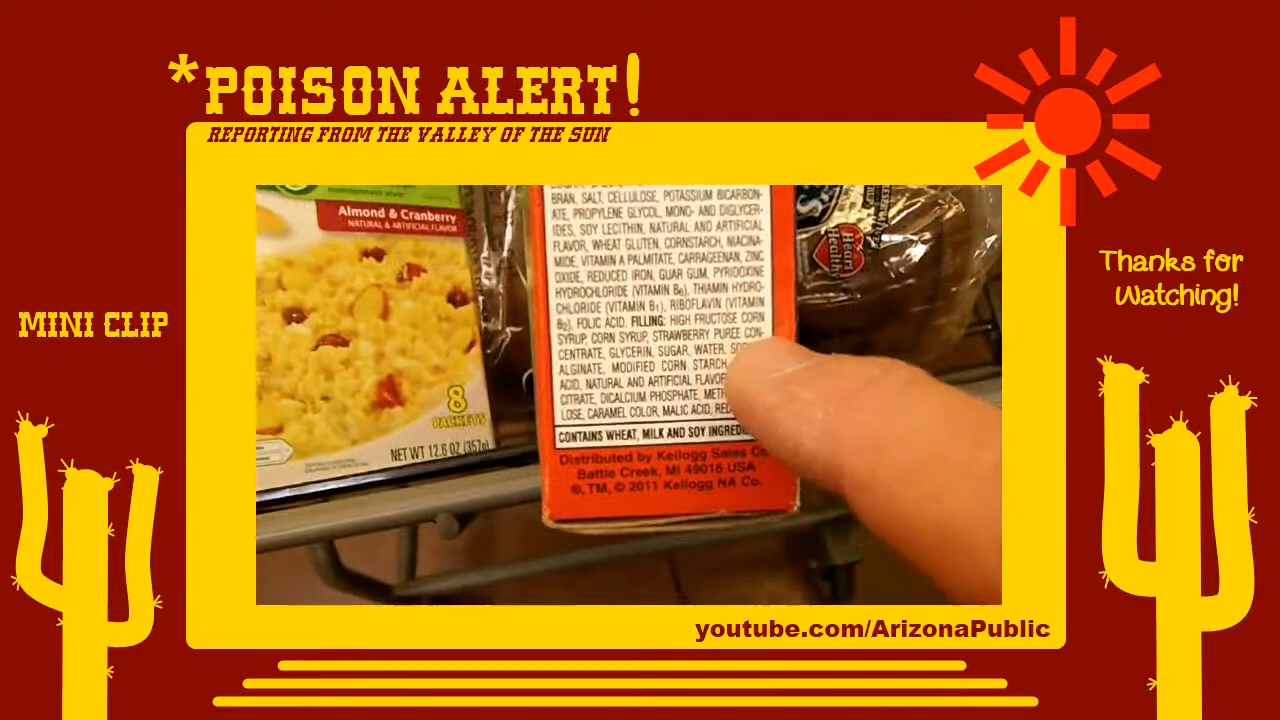 *POISON ALERT!
REPORTING FROM THE VALLEY OF THE SUN
MINI CLIP
Thanks for
Watching!
Almond & Cranberry
NATURAL & ARTIFICIAL FLAVOR
8
PACKETS
NET WT 12.6 OZ (357g)
BRAN, SALT, CELLULOSE, POTASSIUM BICARBON-
ATE, PROPYLENE GLYCOL, MONO- AND DIGLYCER-
IDES, SOY LECITHIN, NATURAL AND ARTIFICIAL
FLAVOR, WHEAT GLUTEN, CORNSTARCH, NIACINA-
MIDE, VITAMIN A PALMITATE, CARRAGEENAN, ZINC
OXIDE, REDUCED IRON, GUAR GUM, PYRIDOXINE
HYDROCHLORIDE (VITAMIN B6), THIAMIN HYDRO-
CHLORIDE (VITAMIN B1), RIBOFLAVIN (VITAMIN
B2), FOLIC ACID. FILLING: HIGH FRUCTOSE CORN
SYRUP, CORN SYRUP, STRAWBERRY PUREE CON-
CENTRATE, GLYCERIN, SUGAR, WATER,
ALGINATE, MODIFIED CORN STARCH
ACID, NATURAL AND ARTIFICIAL
CITRATE, DICALCIUM PHOSPHATE,
LOSE, CARAMEL COLOR, MALIC ACID, RED
CONTAINS WHEAT, MILK AND SOY
Distributed by Kellogg Sales
Battle Creek, MI 49016 USA
®, TM, © 2011 Kellogg NA Co.
Heart
Healthy
youtube.com/ArizonaPublic